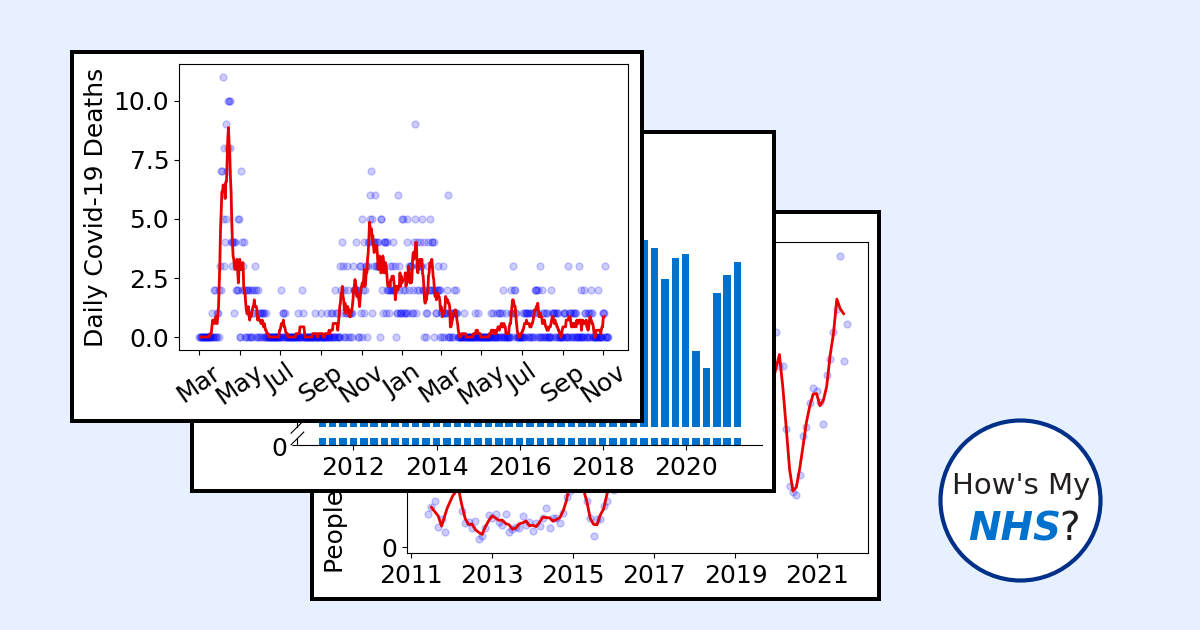 Daily Covid-19 Deaths
10.0
7.5
5.0
2.5
0.0
Mar May Jul Sep Nov Jan Mar May Jul Sep Nov
0
2012 2014 2016 2018 2020
People
0
2011 2013 2015 2017 2019 2021
How's My
NHS?